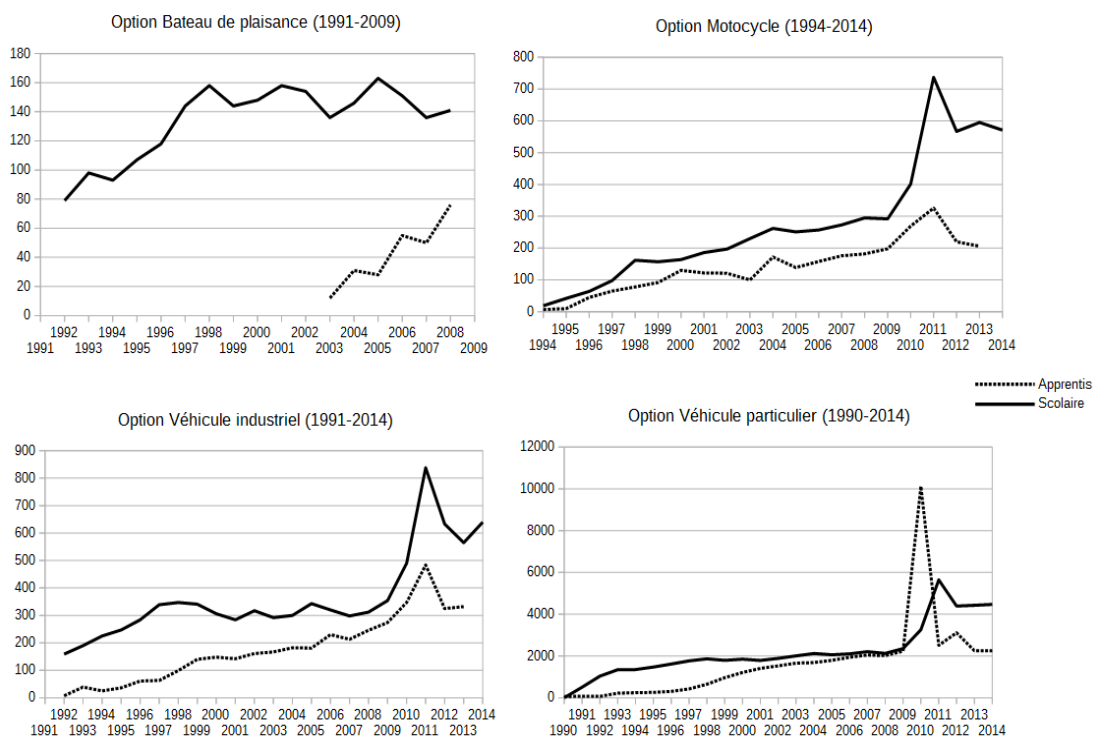 Option Bateau de plaisance (1991-2009)
180
160
140
120
100
80
60
40
20
0
1992 1994 1996 1998 2000 2002 2004 2006 2008
1991 1993 1995 1997 1999 2001 2003 2005 2007 2009
Option Motocycle (1994-2014)
800
700
600
500
400
300
200
100
0
1995 1997 1999 2001 2003 2005 2007 2009 2011 2013
1994 1996 1998 2000 2002 2004 2006 2008 2010 2012 2014
Apprentis
Scolaire
Option Véhicule industriel (1991-2014)
900
800
700
600
500
400
300
200
100
0
1992 1994 1996 1998 2000 2002 2004 2006 2008 2010 2012 2014
1991 1993 1995 1997 1999 2001 2003 2005 2007 2009 2011 2013
Option Véhicule particulier (1990-2014)
12000
10000
8000
6000
4000
2000
0
1991 1993 1995 1997 1999 2001 2003 2005 2007 2009 2011 2013
1990 1992 1994 1996 1998 2000 2002 2004 2006 2008 2010 2012 2014